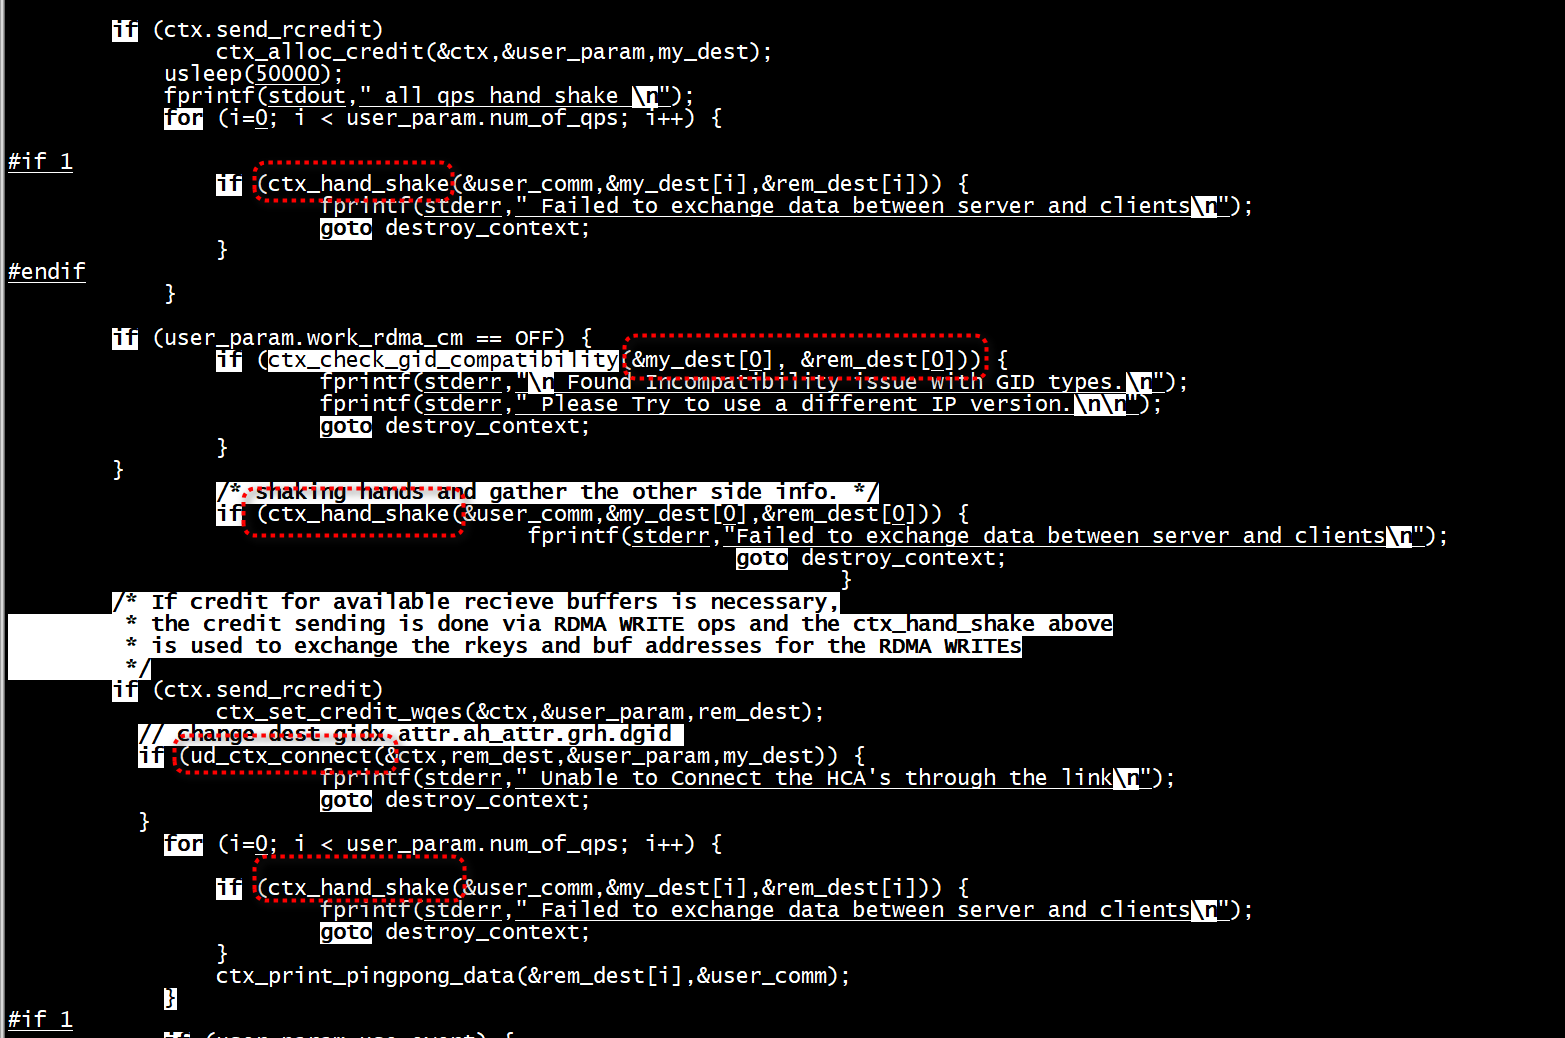 if (ctx.send_rcredit)
ctx_alloc_credit(&ctx,&user_param,my_dest);
usleep(50000);
fprintf(stdout," all qps hand shake \n");
for (i=0; i < user_param.num_of_qps; i++) {
#if 1
if (ctx_hand_shake(&user_comm,&my_dest[i],&rem_dest[i])) {
fprintf(stderr," Failed to exchange data between server and clients\n");
goto destroy_context;
}
#endif
}
if (user_param.work_rdma_cm == OFF) {
if (ctx_check_gid_compatibility(&my_dest[0], &rem_dest[0])) {
fprintf(stderr,"\n Found Incompatibility issue with GID types.\n");
fprintf(stderr," Please Try to use a different IP version.\n\n");
goto destroy_context;
}
}
/* shaking hands and gather the other side info. */
if (ctx_hand_shake(&user_comm,&my_dest[0],&rem_dest[0])) {
fprintf(stderr,"Failed to exchange data between server and clients\n");
goto destroy_context;
}
/* If credit for available recieve buffers is necessary,
* the credit sending is done via RDMA WRITE ops and the ctx_hand_shake above
* is used to exchange the rkeys and buf addresses for the RDMA WRITEs
*/
if (ctx.send_rcredit)
ctx_set_credit_wqes(&ctx,&user_param,rem_dest);
// change dest gidx attr.ah_attr.grh.dgid
if (ud_ctx_connect(&ctx,rem_dest,&user_param,my_dest)) {
fprintf(stderr," Unable to Connect the HCA's through the link\n");
goto destroy_context;
}
for (i=0; i < user_param.num_of_qps; i++) {
if (ctx_hand_shake(&user_comm,&my_dest[i],&rem_dest[i])) {
fprintf(stderr," Failed to exchange data between server and clients\n");
goto destroy_context;
}
ctx_print_pingpong_data(&rem_dest[i],&user_comm);
}
#if 1